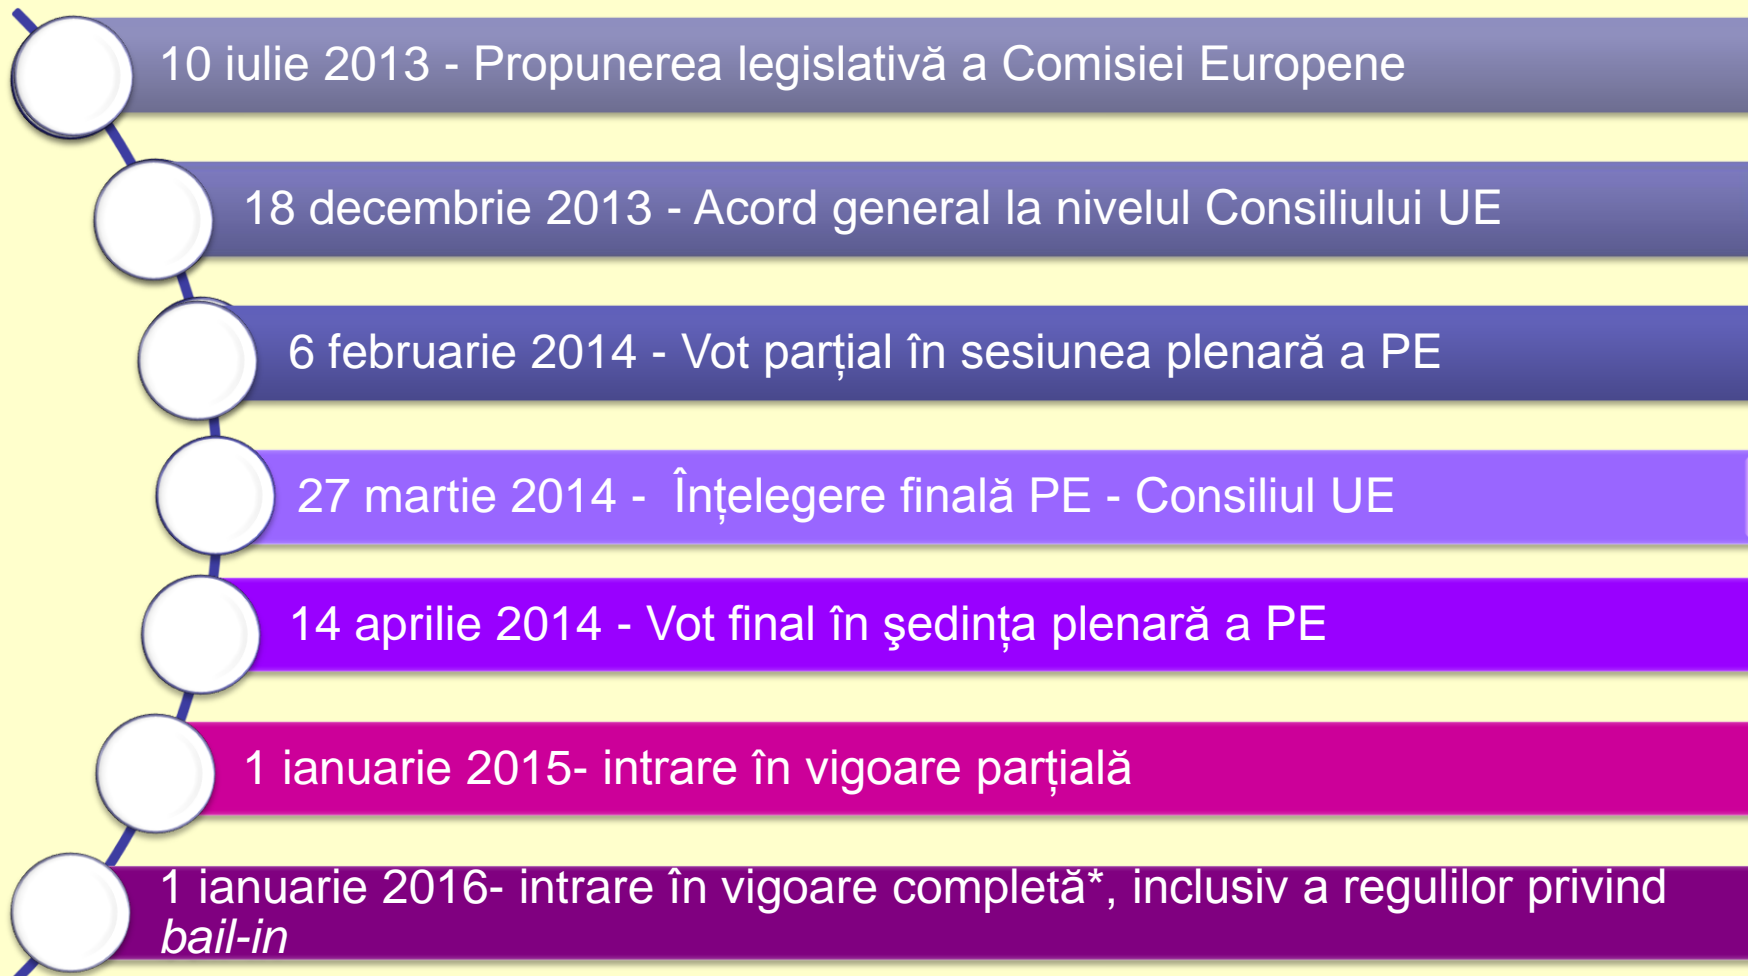 10 iulie 2013 - Propunerea legislativă a Comisiei Europene
18 decembrie 2013 - Acord general la nivelul Consiliului UE
6 februarie 2014 - Vot parțial în sesiunea plenară a PE
27 martie 2014 -  Înțelegere finală PE - Consiliul UE
14 aprilie 2014 - Vot final în şedința plenară a PE
1 ianuarie 2015- intrare în vigoare parțială
1 ianuarie 2016- intrare în vigoare completă*, inclusiv a regulilor privind
bail-in